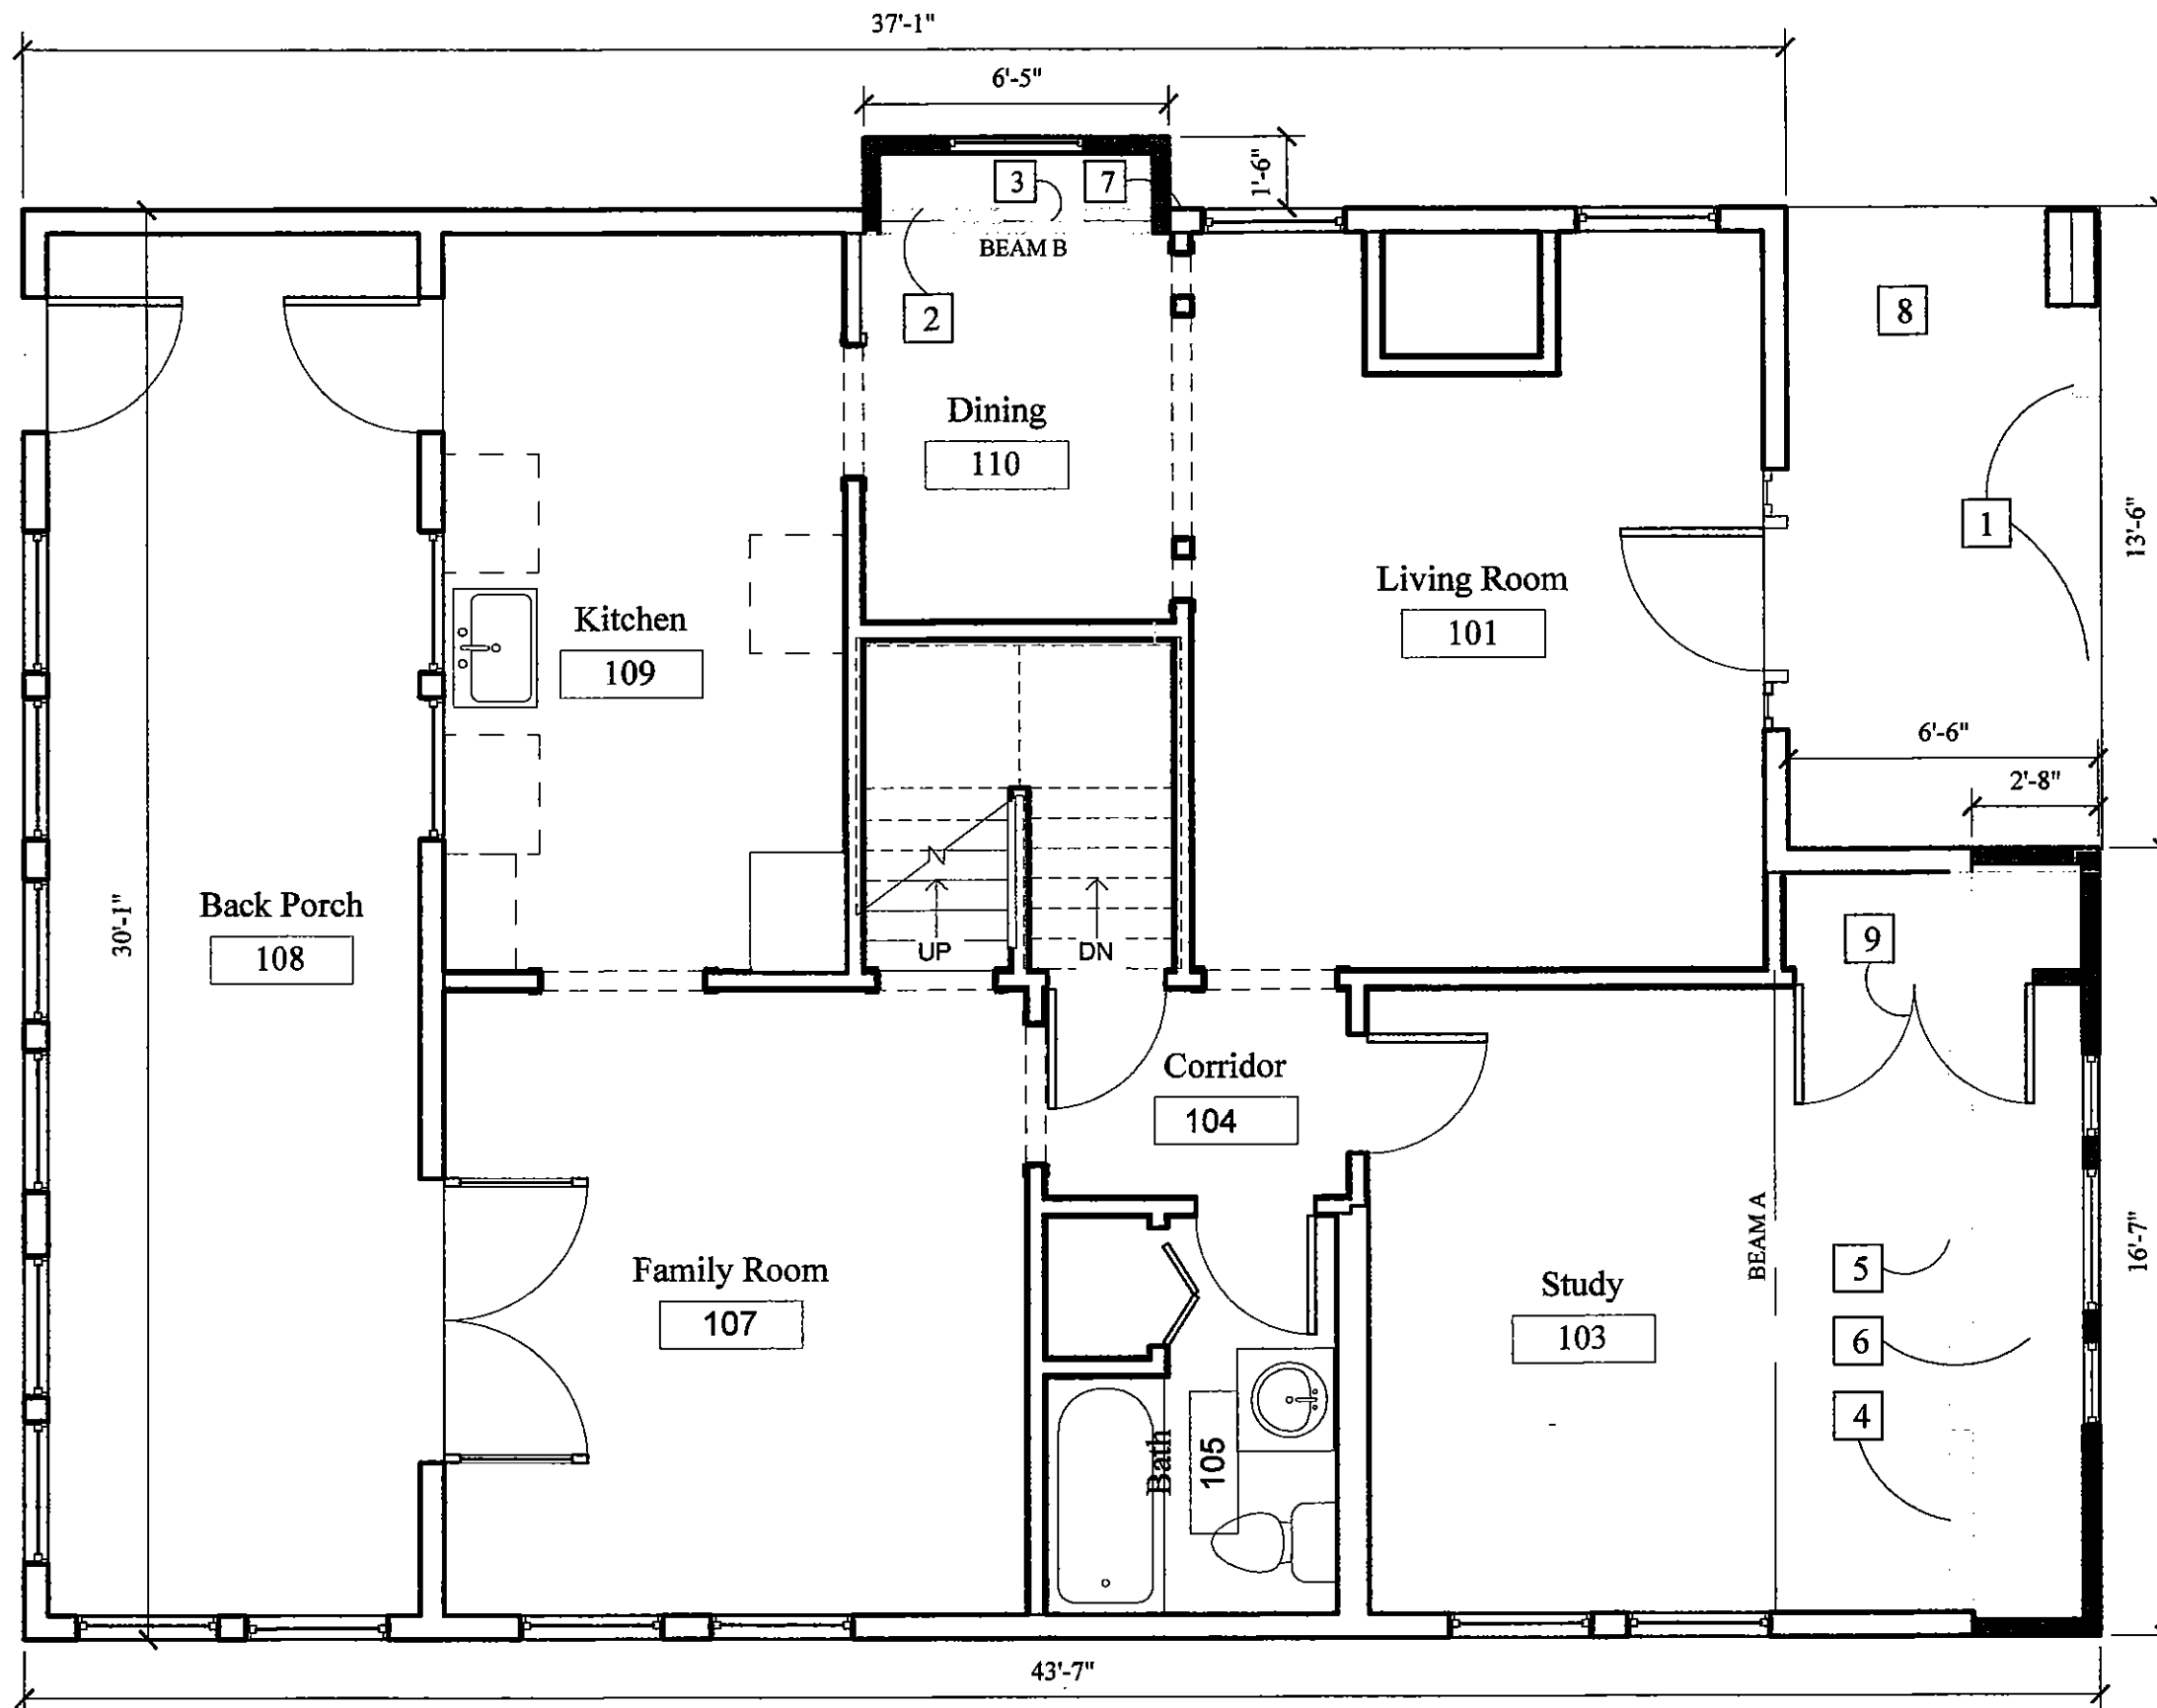 37'-1"
6'-5"
1'-6"
3
7
BEAM B
2
8
Dining
110
1
13'-6"
Living Room
101
Kitchen
109
6'-6"
2'-8"
Back Porch
108
30'-1"
UP
DN
9
Corridor
104
BEAM A
16'-7"
5
Family Room
107
Study
103
6
4
Bath
105
43'-7"